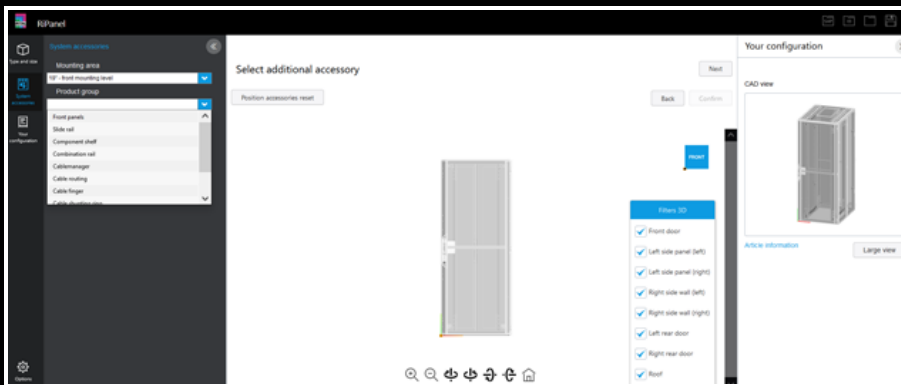 RiPanel
Type and size
System accessories
Your configuration
Options
System accessories
Mounting area
19" - front mounting level
Product group
Front panels
Slide rail
Component shelf
Combination rail
Cablemanager
Cable routing
Cable finger
Cable shunting ring
Select additional accessory
Next
Position accessories reset
Back
Confirm
FRONT
Filters 3D
Front door
Left side panel (left)
Left side panel (right)
Right side wall (left)
Right side wall (right)
Left rear door
Right rear door
Roof
Your configuration
CAD view
Article information
Large view